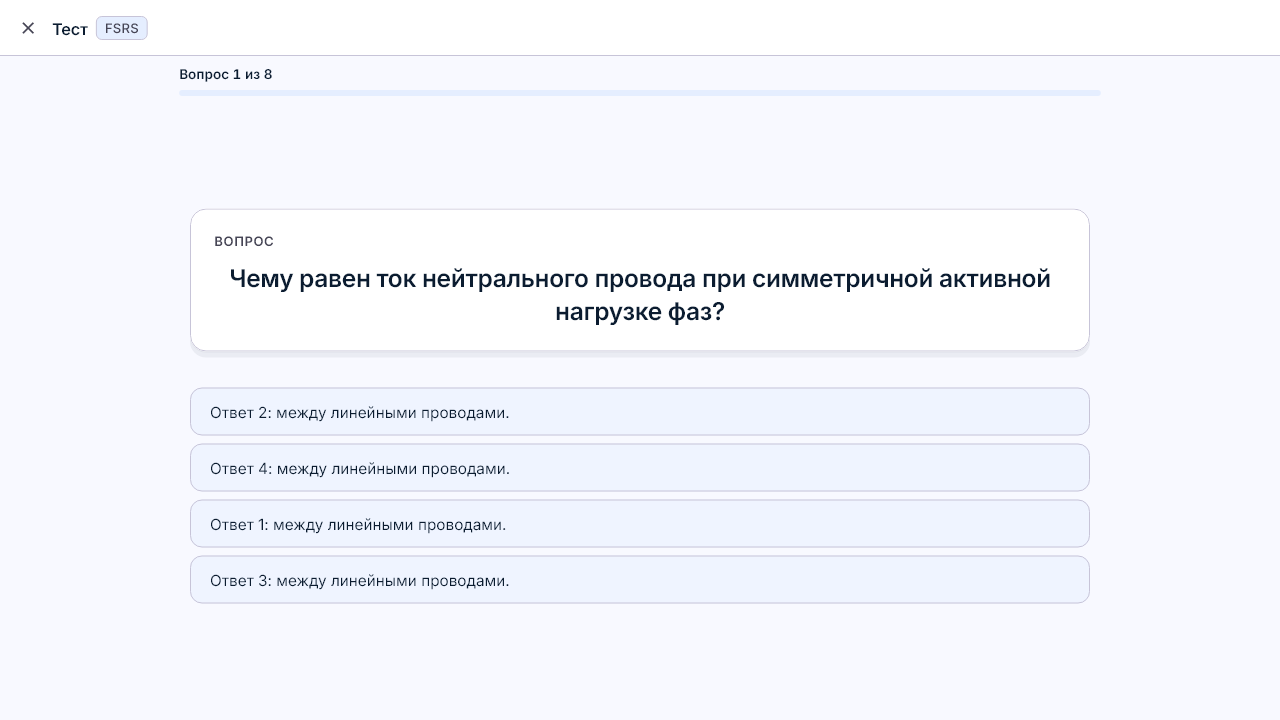 Тест FSRS
Вопрос 1 из 8
ВОПРОС
Чему равен ток нейтрального провода при симметричной активной
нагрузке фаз?
Ответ 2: между линейными проводами.
Ответ 4: между линейными проводами.
Ответ 1: между линейными проводами.
Ответ 3: между линейными проводами.